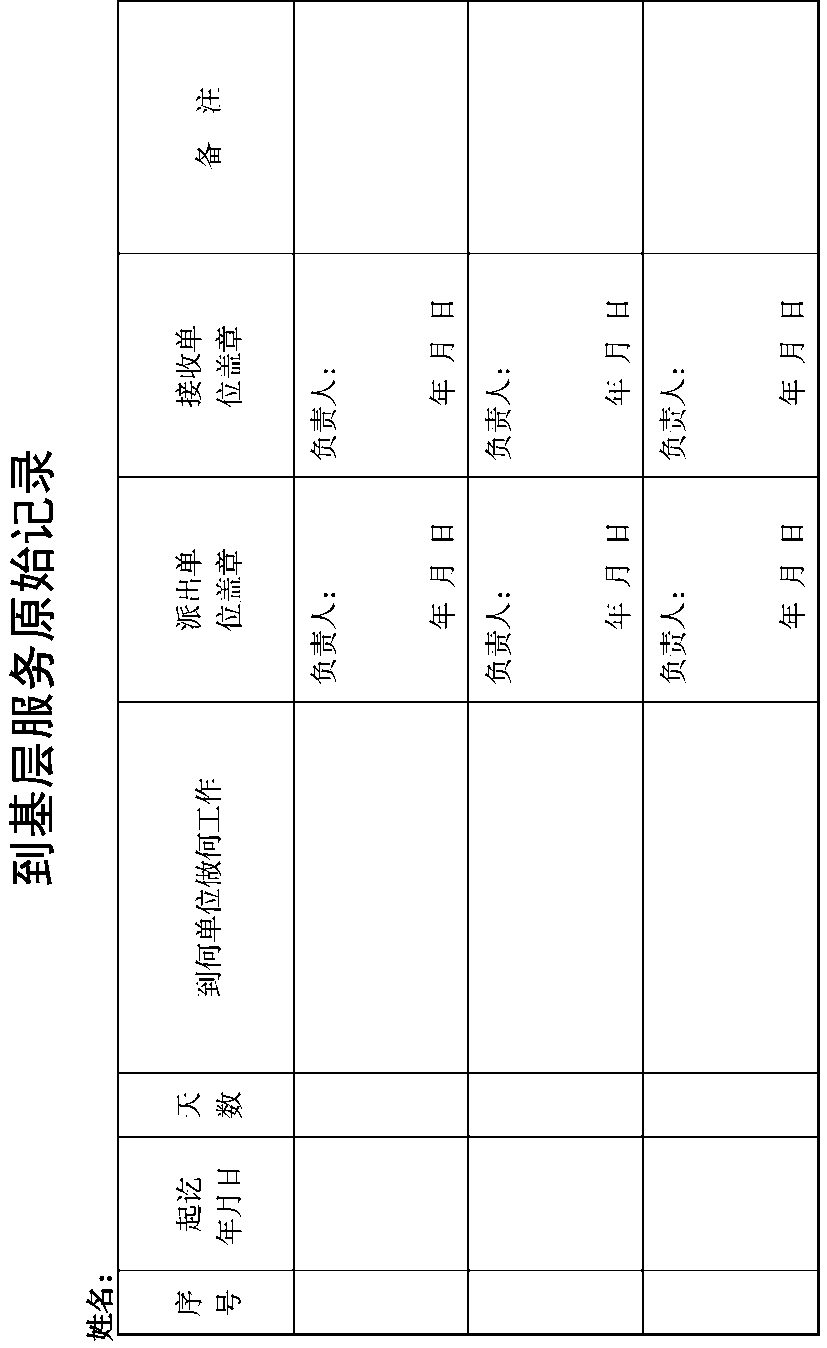 到基层服务原始记录
姓名：
序
号
起讫
年月日
天
数
到何单位做何工作
派出单
位盖章
接收单
位盖章
备 注
负责人：
年 月 日
负责人：
年 月 日
负责人：
年 月 日
负责人：
年 月 日
负责人：
年 月 日
负责人：
年 月 日